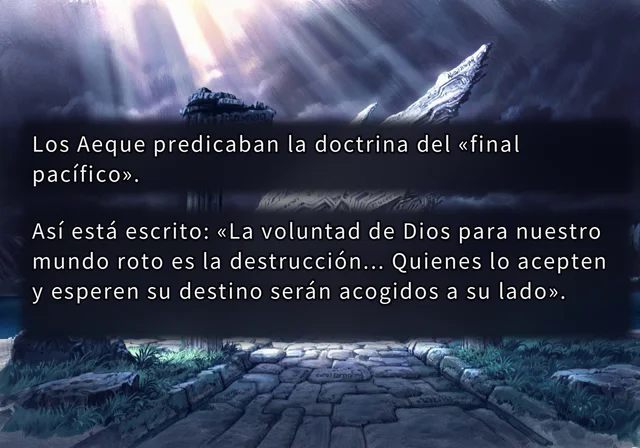 Los Aeque predicaban la doctrina del «final
pacífico».
Así está escrito: «La voluntad de Dios para nuestro
mundo roto es la destrucción... Quienes lo acepten
y esperen su destino serán acogidos a su lado».